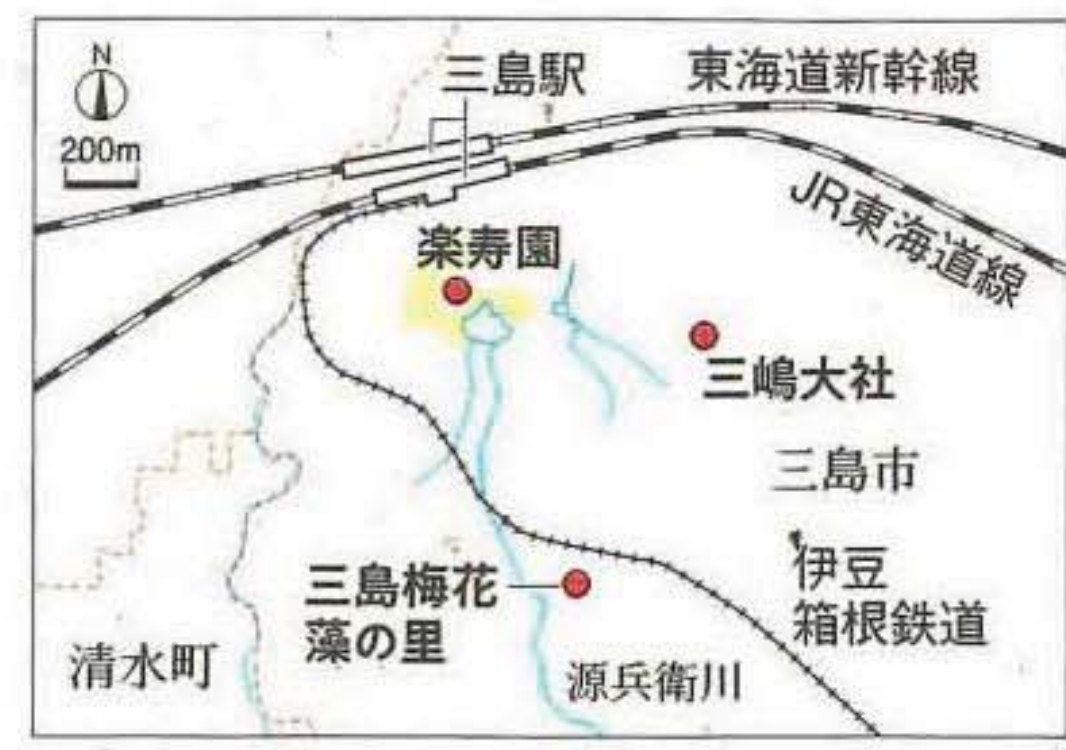 N
200m
三島駅
東海道新幹線
JR東海道線
楽寿園
三嶋大社
三島市
三島梅花
藻の里
伊豆
箱根鉄道
清水町
源兵衛川